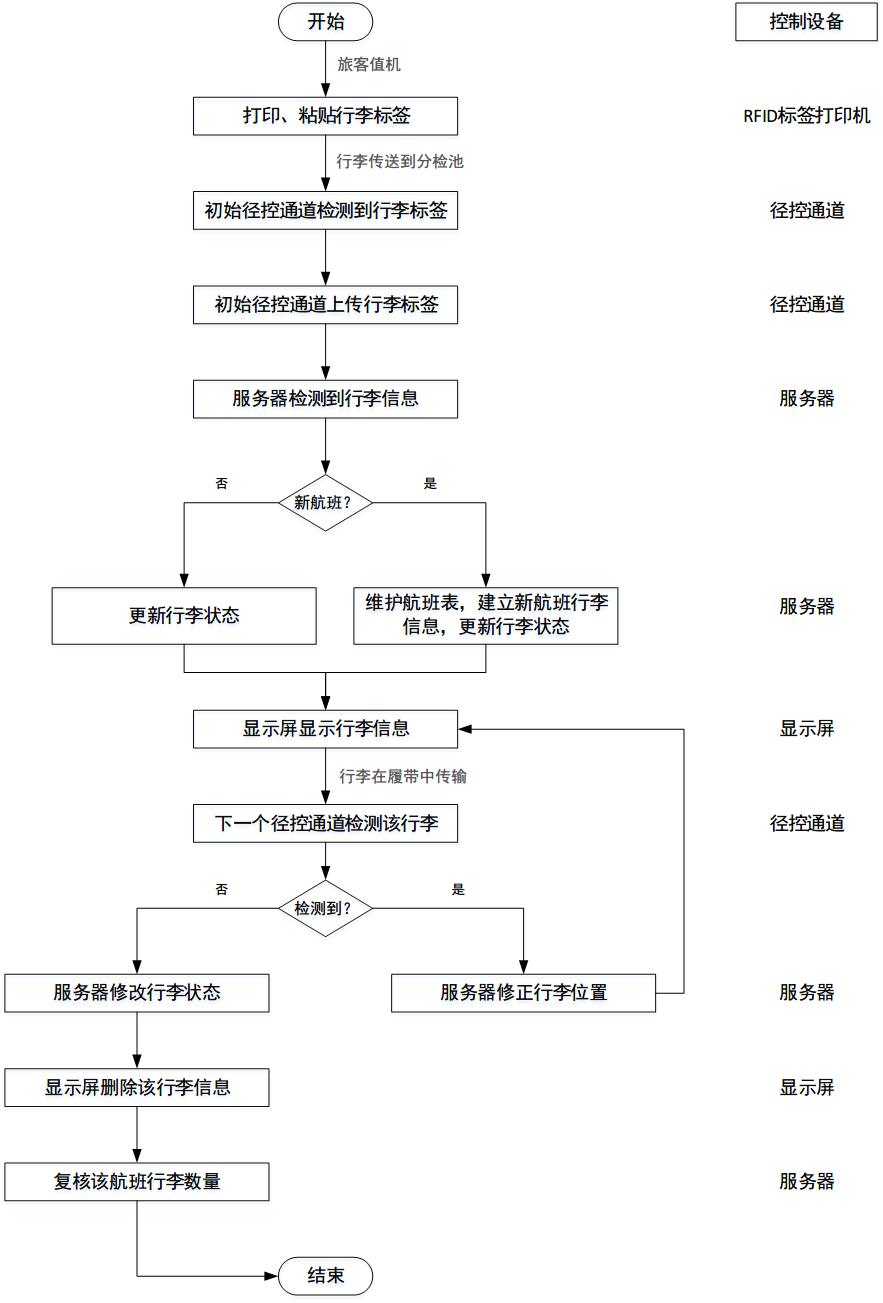 开始
控制设备
旅客值机
打印、粘贴行李标签
RFID标签打印机
行李传送到分检池
初始径控通道检测到行李标签
径控通道
初始径控通道上传行李标签
径控通道
服务器检测到行李信息
服务器
否
是
新航班？
更新行李状态
维护航班表，建立新航班行李
信息，更新行李状态
服务器
显示屏显示行李信息
显示屏
行李在履带中传输
下一个径控通道检测该行李
径控通道
否
是
检测到？
服务器修改行李状态
服务器修正行李位置
服务器
显示屏删除该行李信息
显示屏
复核该航班行李数量
服务器
结束